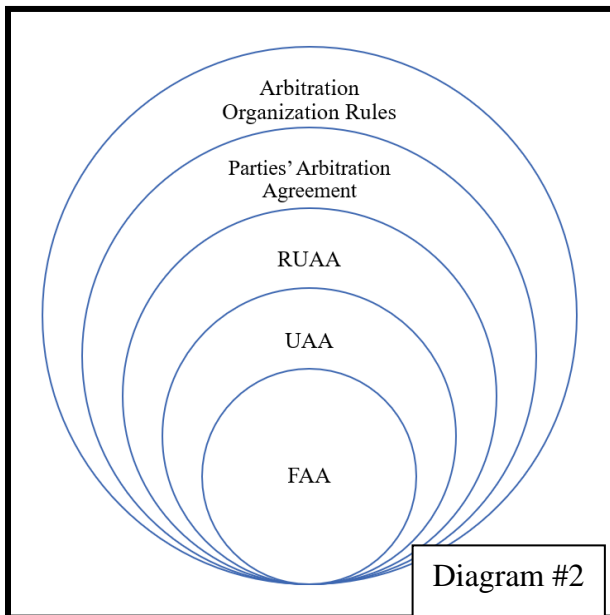 Arbitration
Organization Rules
Parties’ Arbitration
Agreement
RUAA
UAA
FAA
Diagram #2